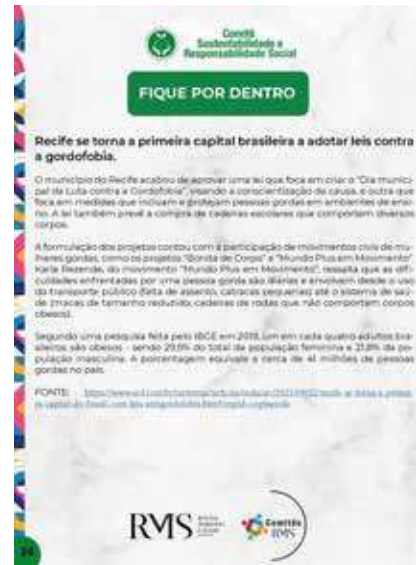 Comitê
Sustentabilidade e
Responsabilidade Social
FIQUE POR DENTRO
Recife se torna a primeira capital brasileira a adotar leis contra
a gordofobia.
O município do Recife acabou de aprovar uma lei que foca em criar o "Dia munici-
pal da Luta contra a Gordofobia", visando a conscientização da causa, e outra que
foca em medidas que incluam e protejam pessoas gordas em ambientes de ensi-
no. A lei também prevê a compra de cadeiras escolares que comportem diversos
corpos.
A formulação dos projetos contou com a participação de movimentos civis de mu-
lheres gordas, como os projetos "Bonita de Corpo" e "Mundo Plus em Movimento".
Karla Rezende, do movimento "Mundo Plus em Movimento", ressalta que as difi-
culdades enfrentadas por uma pessoa gorda são diárias e envolvem desde o uso
do transporte público (falta de assento, catracas pequenas) até o sistema de saú-
de (macas de tamanho reduzido, cadeiras de rodas que não comportam corpos
obesos).
Segundo uma pesquisa feita pelo IBGE em 2019, um em cada quatro adultos bra-
sileiros são obesos - sendo 29,5% do total da população feminina e 21,8% da po-
pulação masculina. A porcentagem equivale a cerca de 41 milhões de pessoas
gordas no país.
FONTE:
RMS
Comitês
RMS
24